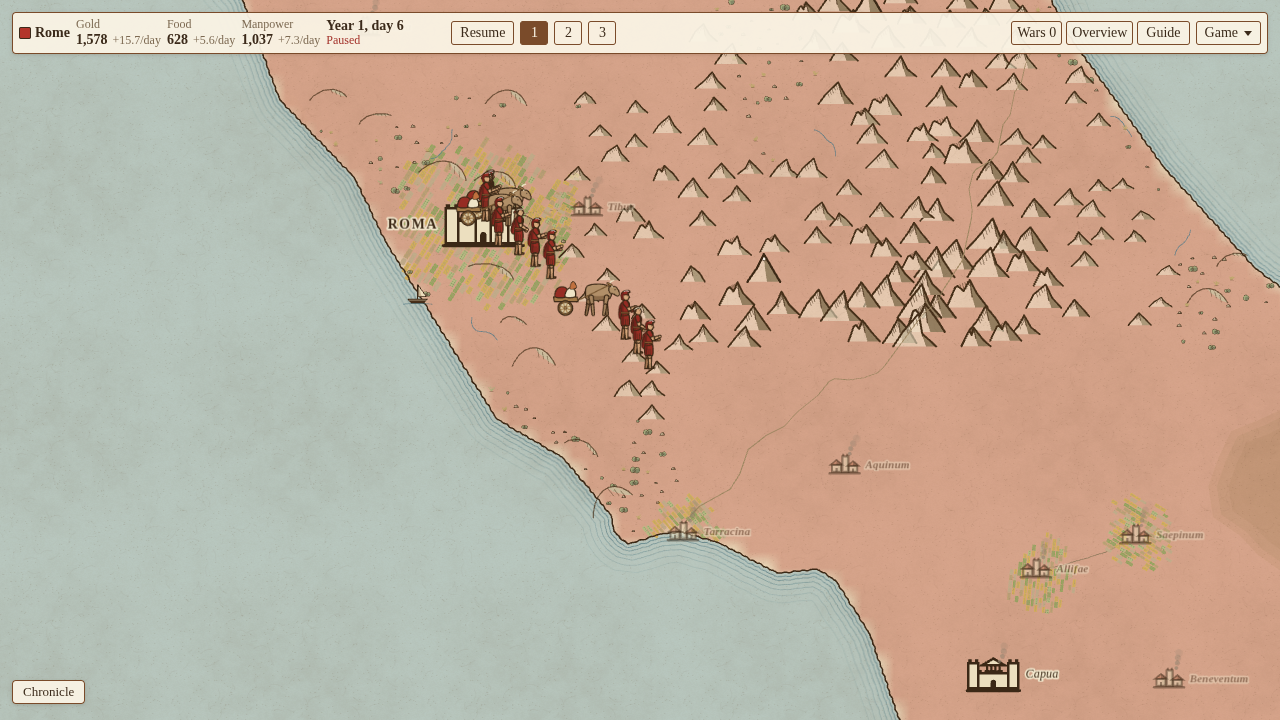 Rome
Gold
1,578 +15.7/day
Food
628 +5.6/day
Manpower
1,037 +7.3/day
Year 1, day 6
Paused
Resume
1
2
3
Wars 0
Overview
Guide
Game
ROMA
Tibur
Aquinum
Tarracina
Saepinum
Allifae
Capua
Beneventum
Chronicle